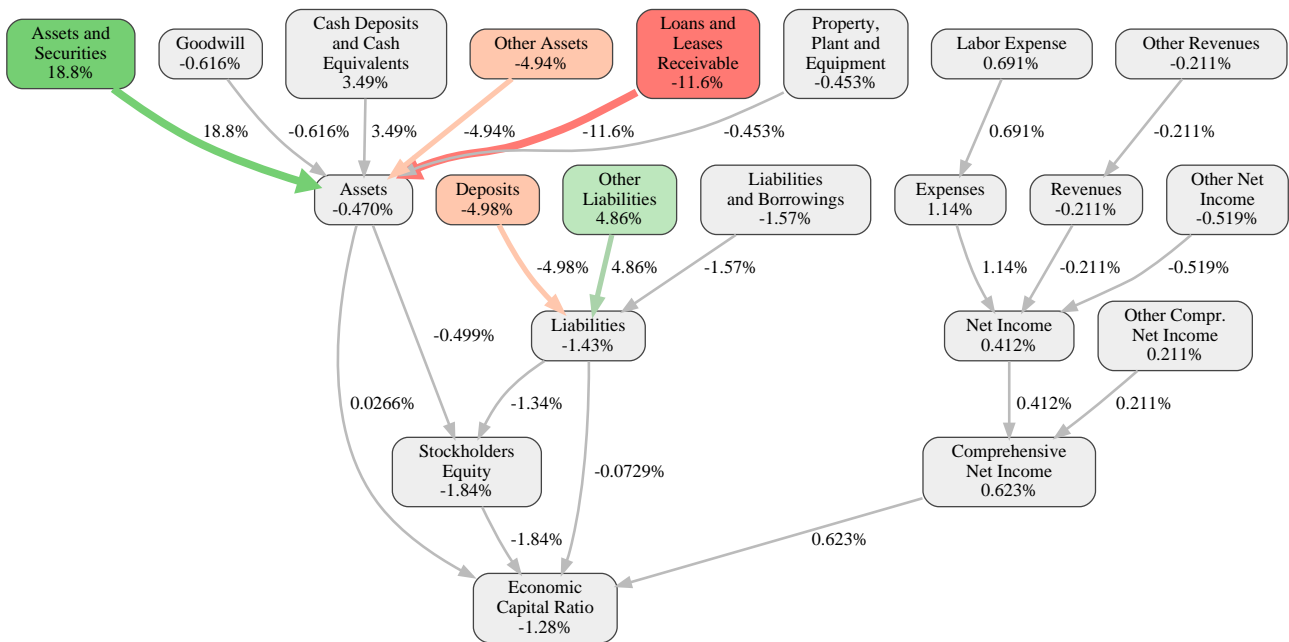 Assets and
Securities
18.8%
Goodwill
-0.616%
Cash Deposits
and Cash
Equivalents
3.49%
Other Assets
-4.94%
Loans and
Leases
Receivable
-11.6%
Property,
Plant and
Equipment
-0.453%
Labor Expense
0.691%
Other Revenues
-0.211%
18.8%
-0.616%
3.49%
-4.94%
-11.6%
-0.453%
0.691%
-0.211%
Assets
-0.470%
Deposits
-4.98%
Other
Liabilities
4.86%
Liabilities
and Borrowings
-1.57%
Expenses
1.14%
Revenues
-0.211%
Other Net
Income
-0.519%
-4.98%
4.86%
-1.57%
1.14%
-0.211%
-0.519%
-0.499%
Liabilities
-1.43%
Net Income
0.412%
Other Compr.
Net Income
0.211%
0.0266%
-1.34%
-0.0729%
0.412%
0.211%
Stockholders
Equity
-1.84%
Comprehensive
Net Income
0.623%
-1.84%
0.623%
Economic
Capital Ratio
-1.28%